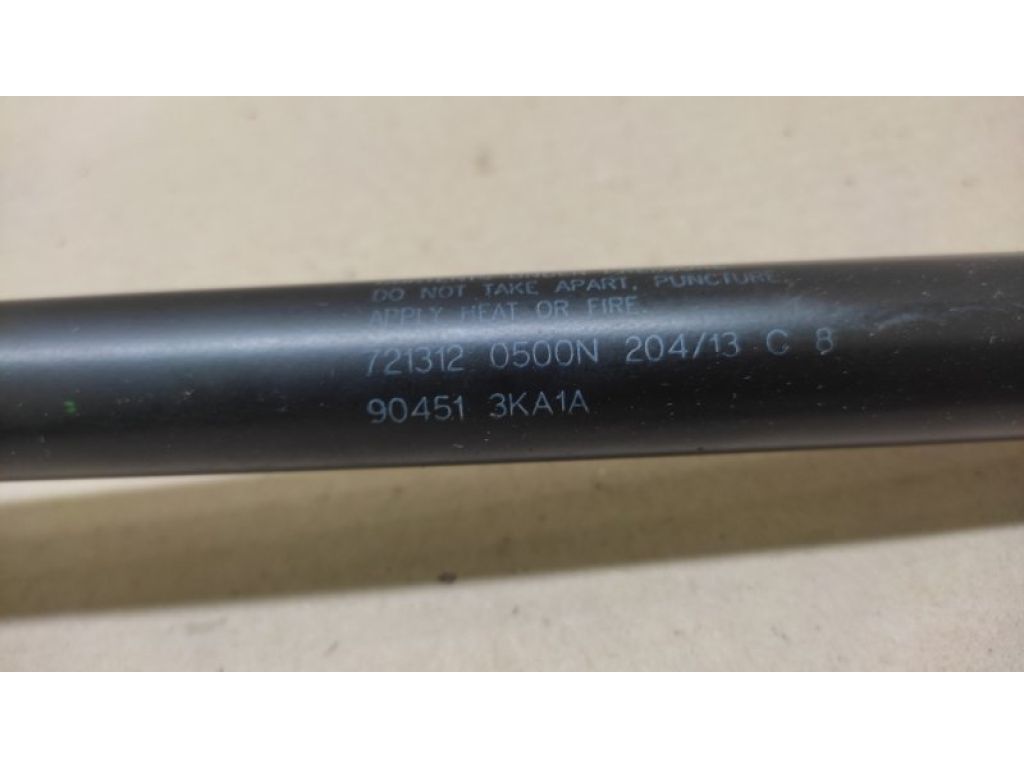 DO NOT TAKE APART, PUNCTURE,
APPLY HEAT OR FIRE.
721312 0500N 204/13 C 8
90451 3KA1A